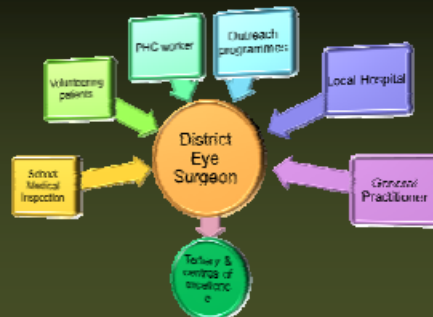 PHC worker
Outreach
programmes
Volunteering
patients
Local Hospital
District
Eye
Surgeon
School
Medical
Inspection
General
Practitioner
Tertiary &
centres of
excellenc
e